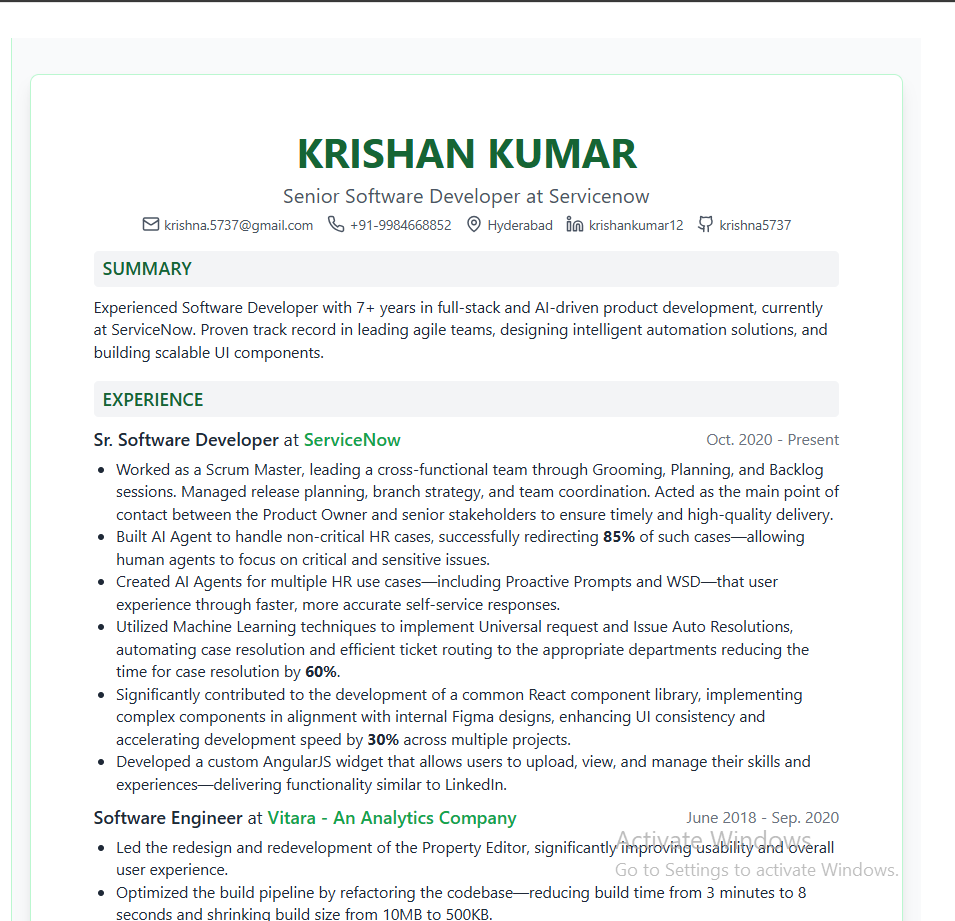 KRISHAN KUMAR
Senior Software Developer at Servicenow
krishna.5737@gmail.com +91-9984668852 Hyderabad krishankumar12 krishna5737
SUMMARY
Experienced Software Developer with 7+ years in full-stack and AI-driven product development, currently
at ServiceNow. Proven track record in leading agile teams, designing intelligent automation solutions, and
building scalable UI components.
EXPERIENCE
Sr. Software Developer at ServiceNow Oct. 2020 - Present
• Worked as a Scrum Master, leading a cross-functional team through Grooming, Planning, and Backlog
sessions. Managed release planning, branch strategy, and team coordination. Acted as the main point of
contact between the Product Owner and senior stakeholders to ensure timely and high-quality delivery.
• Built AI Agent to handle non-critical HR cases, successfully redirecting 85% of such cases—allowing
human agents to focus on critical and sensitive issues.
• Created AI Agents for multiple HR use cases—including Proactive Prompts and WSD—that user
experience through faster, more accurate self-service responses.
• Utilized Machine Learning techniques to implement Universal request and Issue Auto Resolutions,
automating case resolution and efficient ticket routing to the appropriate departments reducing the
time for case resolution by 60%.
• Significantly contributed to the development of a common React component library, implementing
complex components in alignment with internal Figma designs, enhancing UI consistency and
accelerating development speed by 30% across multiple projects.
• Developed a custom AngularJS widget that allows users to upload, view, and manage their skills and
experiences—delivering functionality similar to LinkedIn.
Software Engineer at Vitara - An Analytics Company June 2018 - Sep. 2020
• Led the redesign and redevelopment of the Property Editor, significantly improving usability and overall
user experience.
• Optimized the build pipeline by refactoring the codebase—reducing build time from 3 minutes to 8
seconds and shrinking build size from 10MB to 500KB.
Activate Windows
Go to Settings to activate Windows.